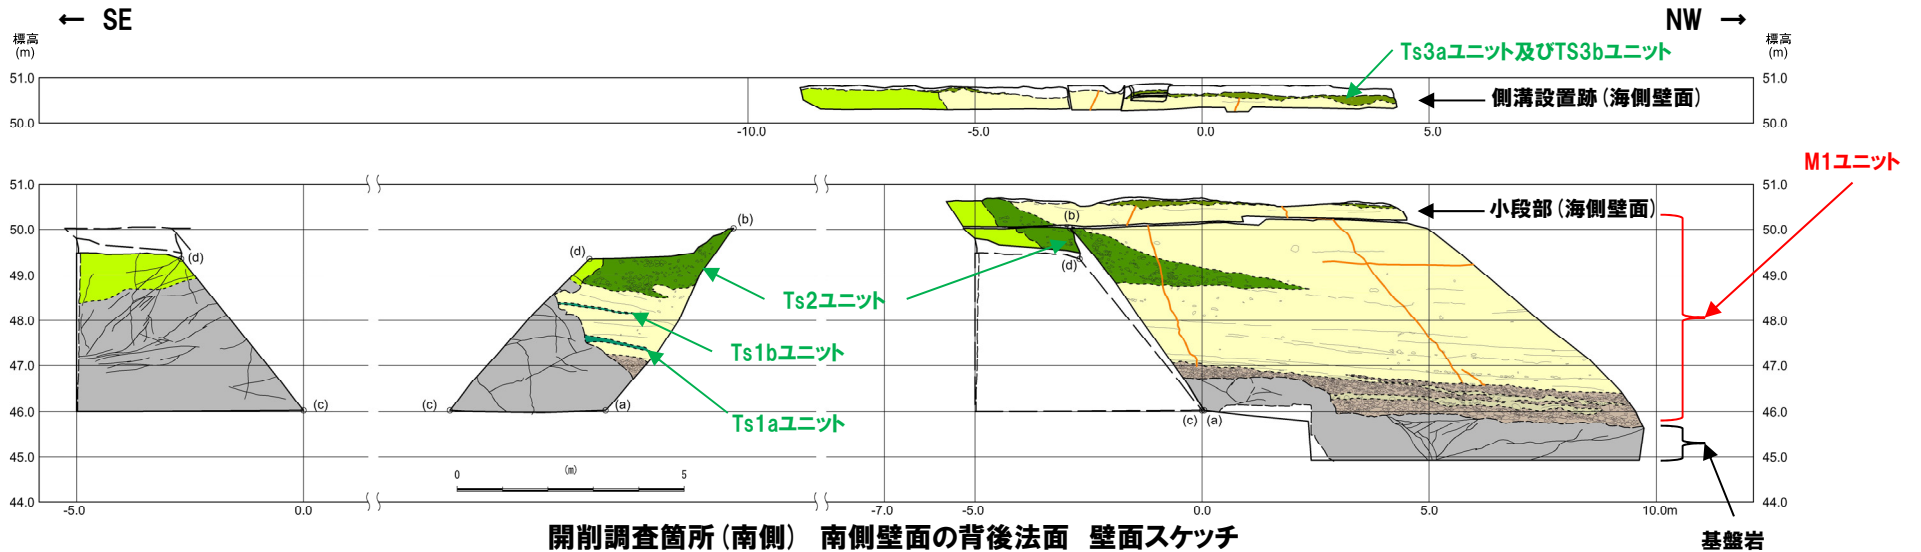 ← SE
NW →
標高
(m)
標高
(m)
Ts3aユニット及びTS3bユニット
51.0
51.0
側溝設置跡(海側壁面)
50.0
50.0
-10.0
-5.0
0.0
5.0
M1ユニット
51.0
51.0
小段部(海側壁面)
(b)
(b)
50.0
50.0
(d)
(d)
(d)
49.0
49.0
Ts2ユニット
48.0
48.0
Ts1bユニット
47.0
47.0
(c)
(c)
(a)
(c)
(a)
46.0
46.0
Ts1aユニット
45.0
45.0
0
(m)
5
44.0
44.0
-5.0
0.0
-7.0
-5.0
0.0
5.0
10.0m
開削調査箇所(南側) 南側壁面の背後法面 壁面スケッチ
基盤岩